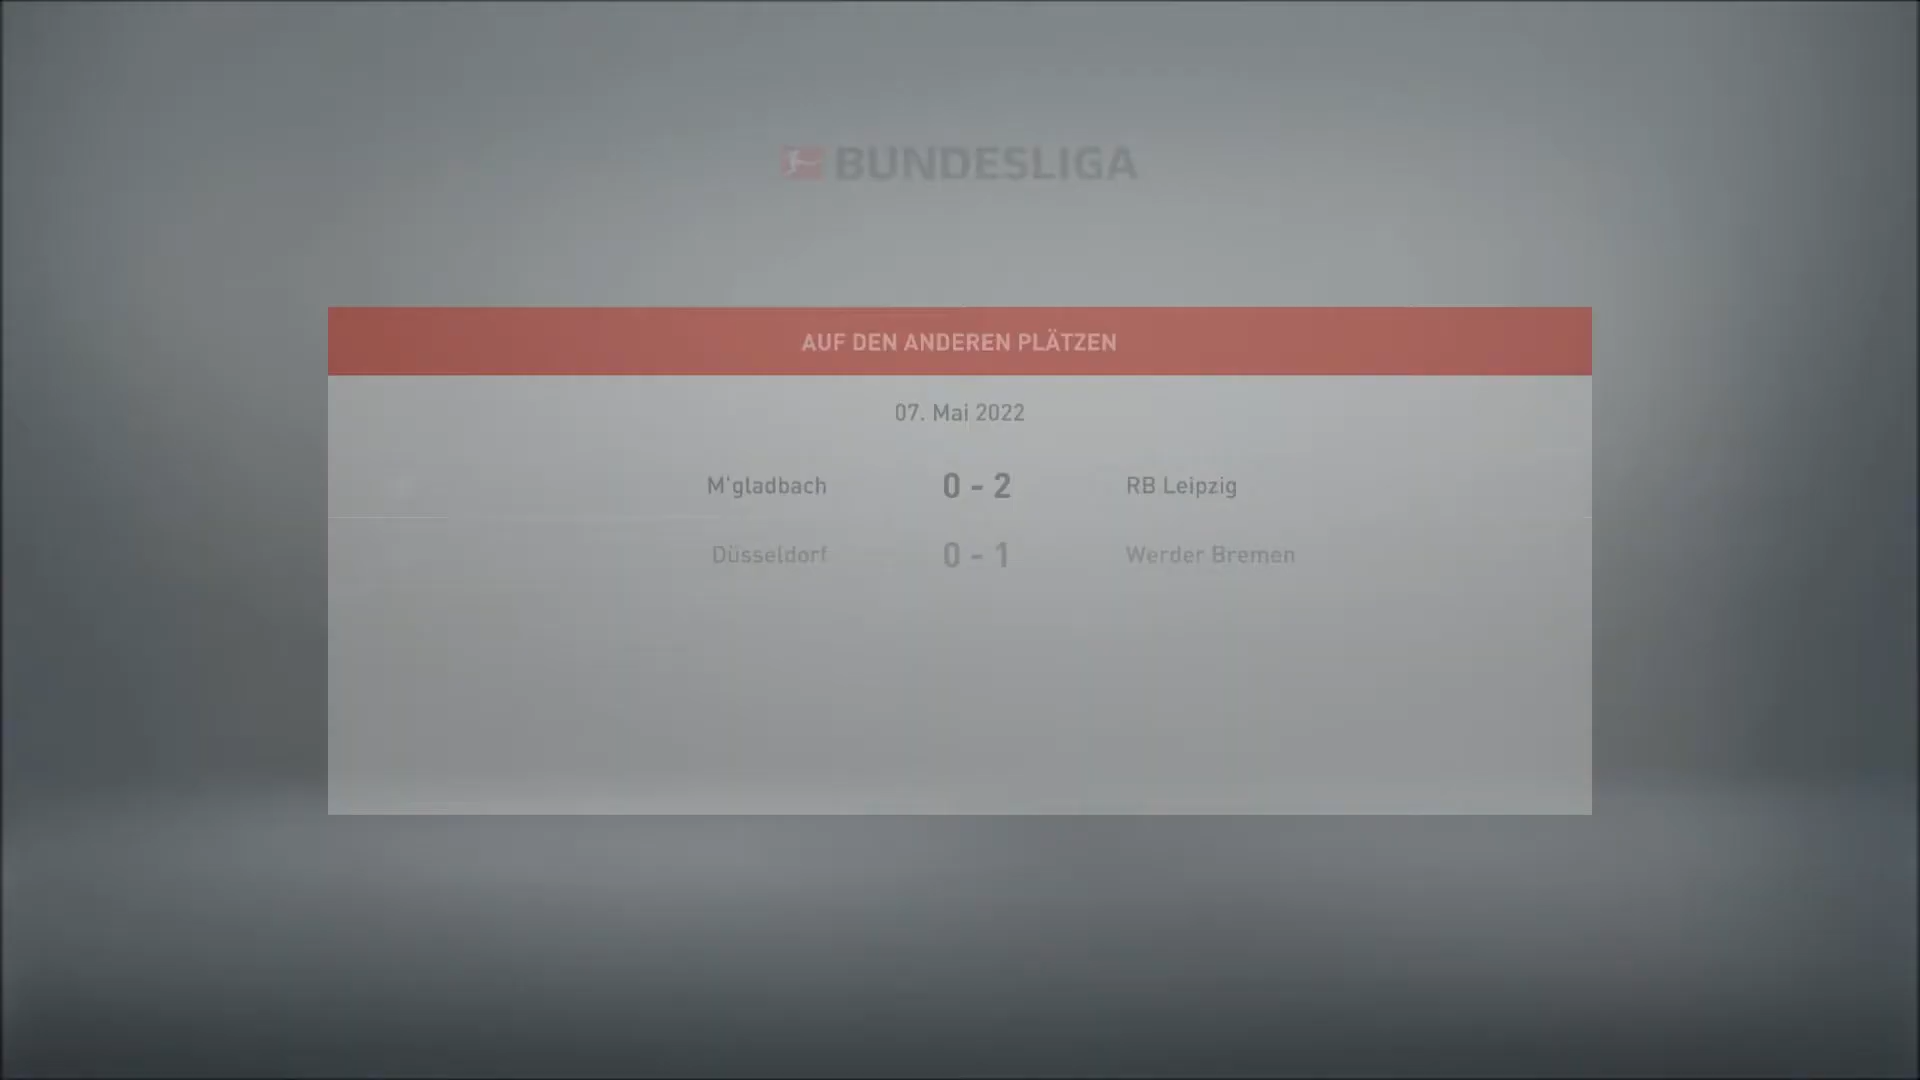 BUNDESLIGA
AUF DEN ANDEREN PLÄTZEN
07. Mai 2022
M'gladbach 0 - 2 RB Leipzig
Düsseldorf 0 - 1 Werder Bremen